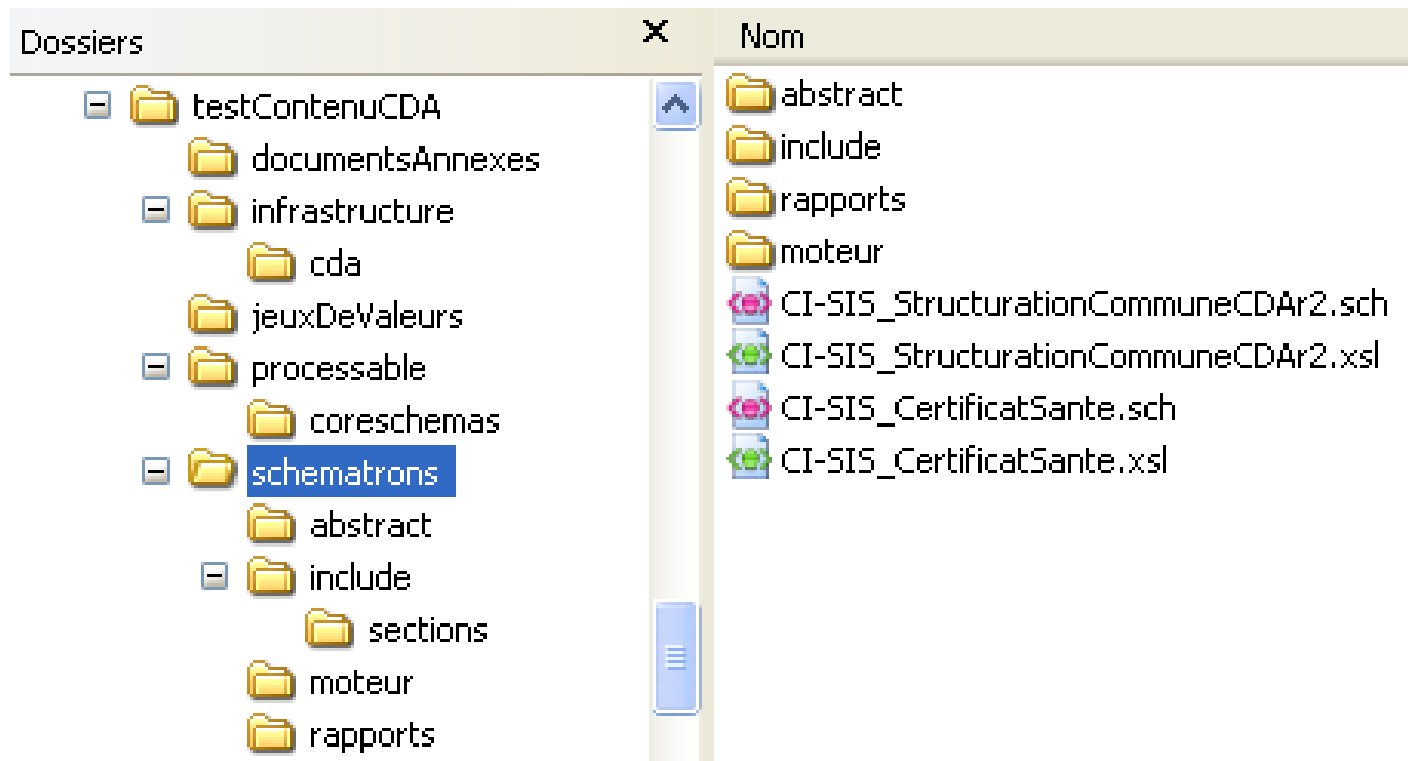 Dossiers
testContenuCDA
documentsAnnexes
infrastructure
cda
jeuxDeValeurs
processable
coreschemas
schematrons
abstract
include
sections
moteur
rapports
Nom
abstract
include
rapports
moteur
CI-SIS_StructurationCommuneCDAr2.sch
CI-SIS_StructurationCommuneCDAr2.xsl
CI-SIS_CertificatSante.sch
CI-SIS_CertificatSante.xsl